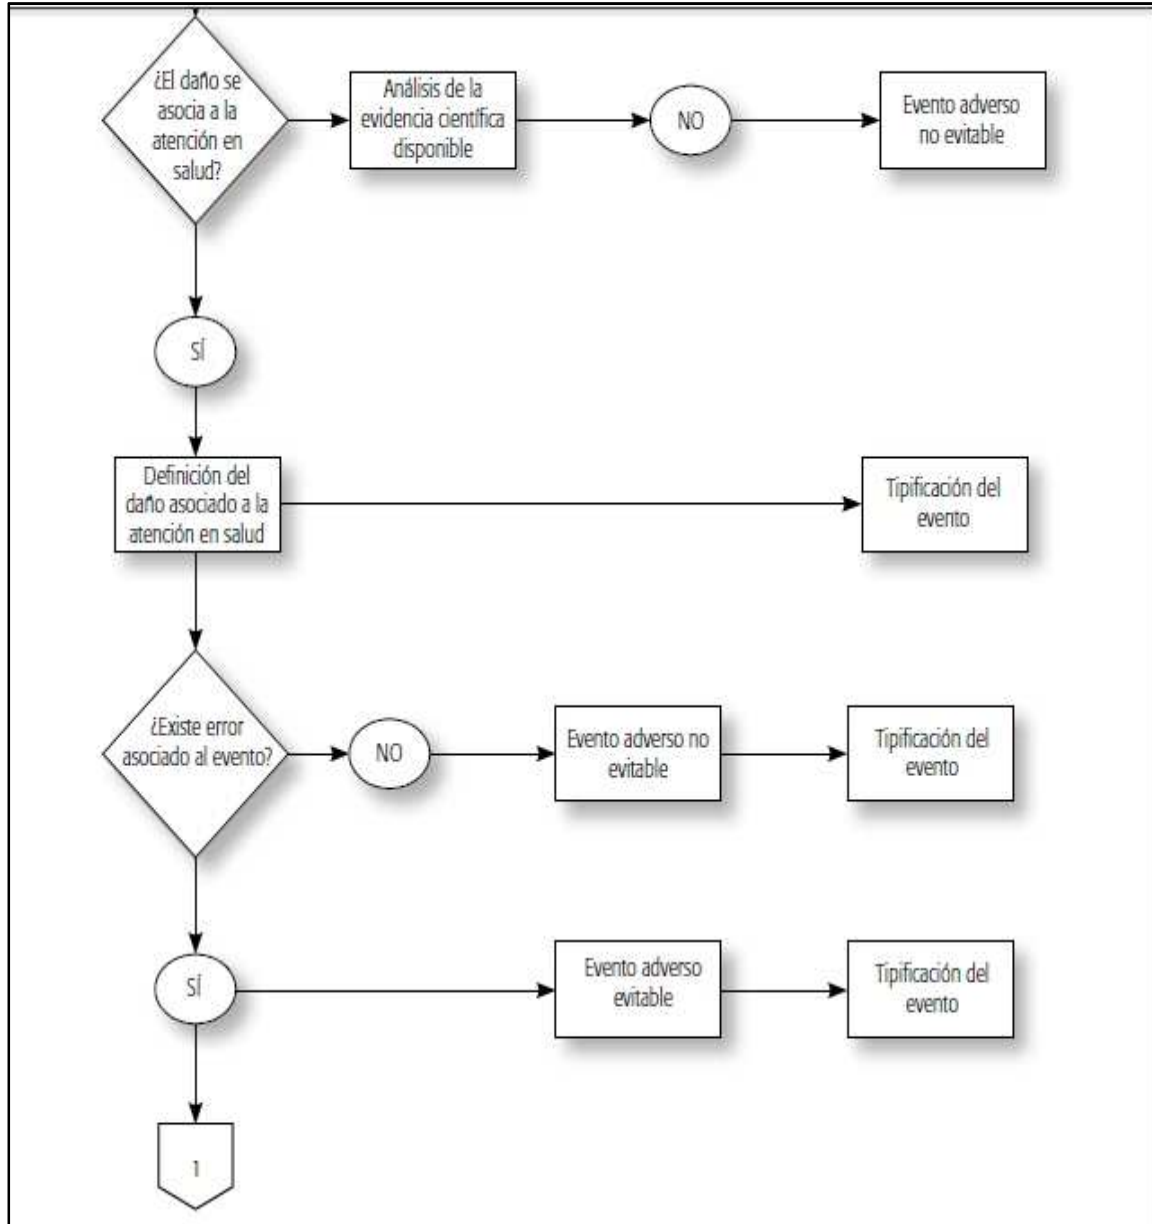 ¿El daño se
asocia a la
atención en
salud?
Análisis de la
evidencia científica
disponible
NO
Evento adverso
no evitable
SÍ
Definición del
daño asociado a la
atención en salud
Tipificación del
evento
¿Existe error
asociado al evento?
NO
Evento adverso no
evitable
Tipificación del
evento
SÍ
Evento adverso
evitable
Tipificación del
evento
1